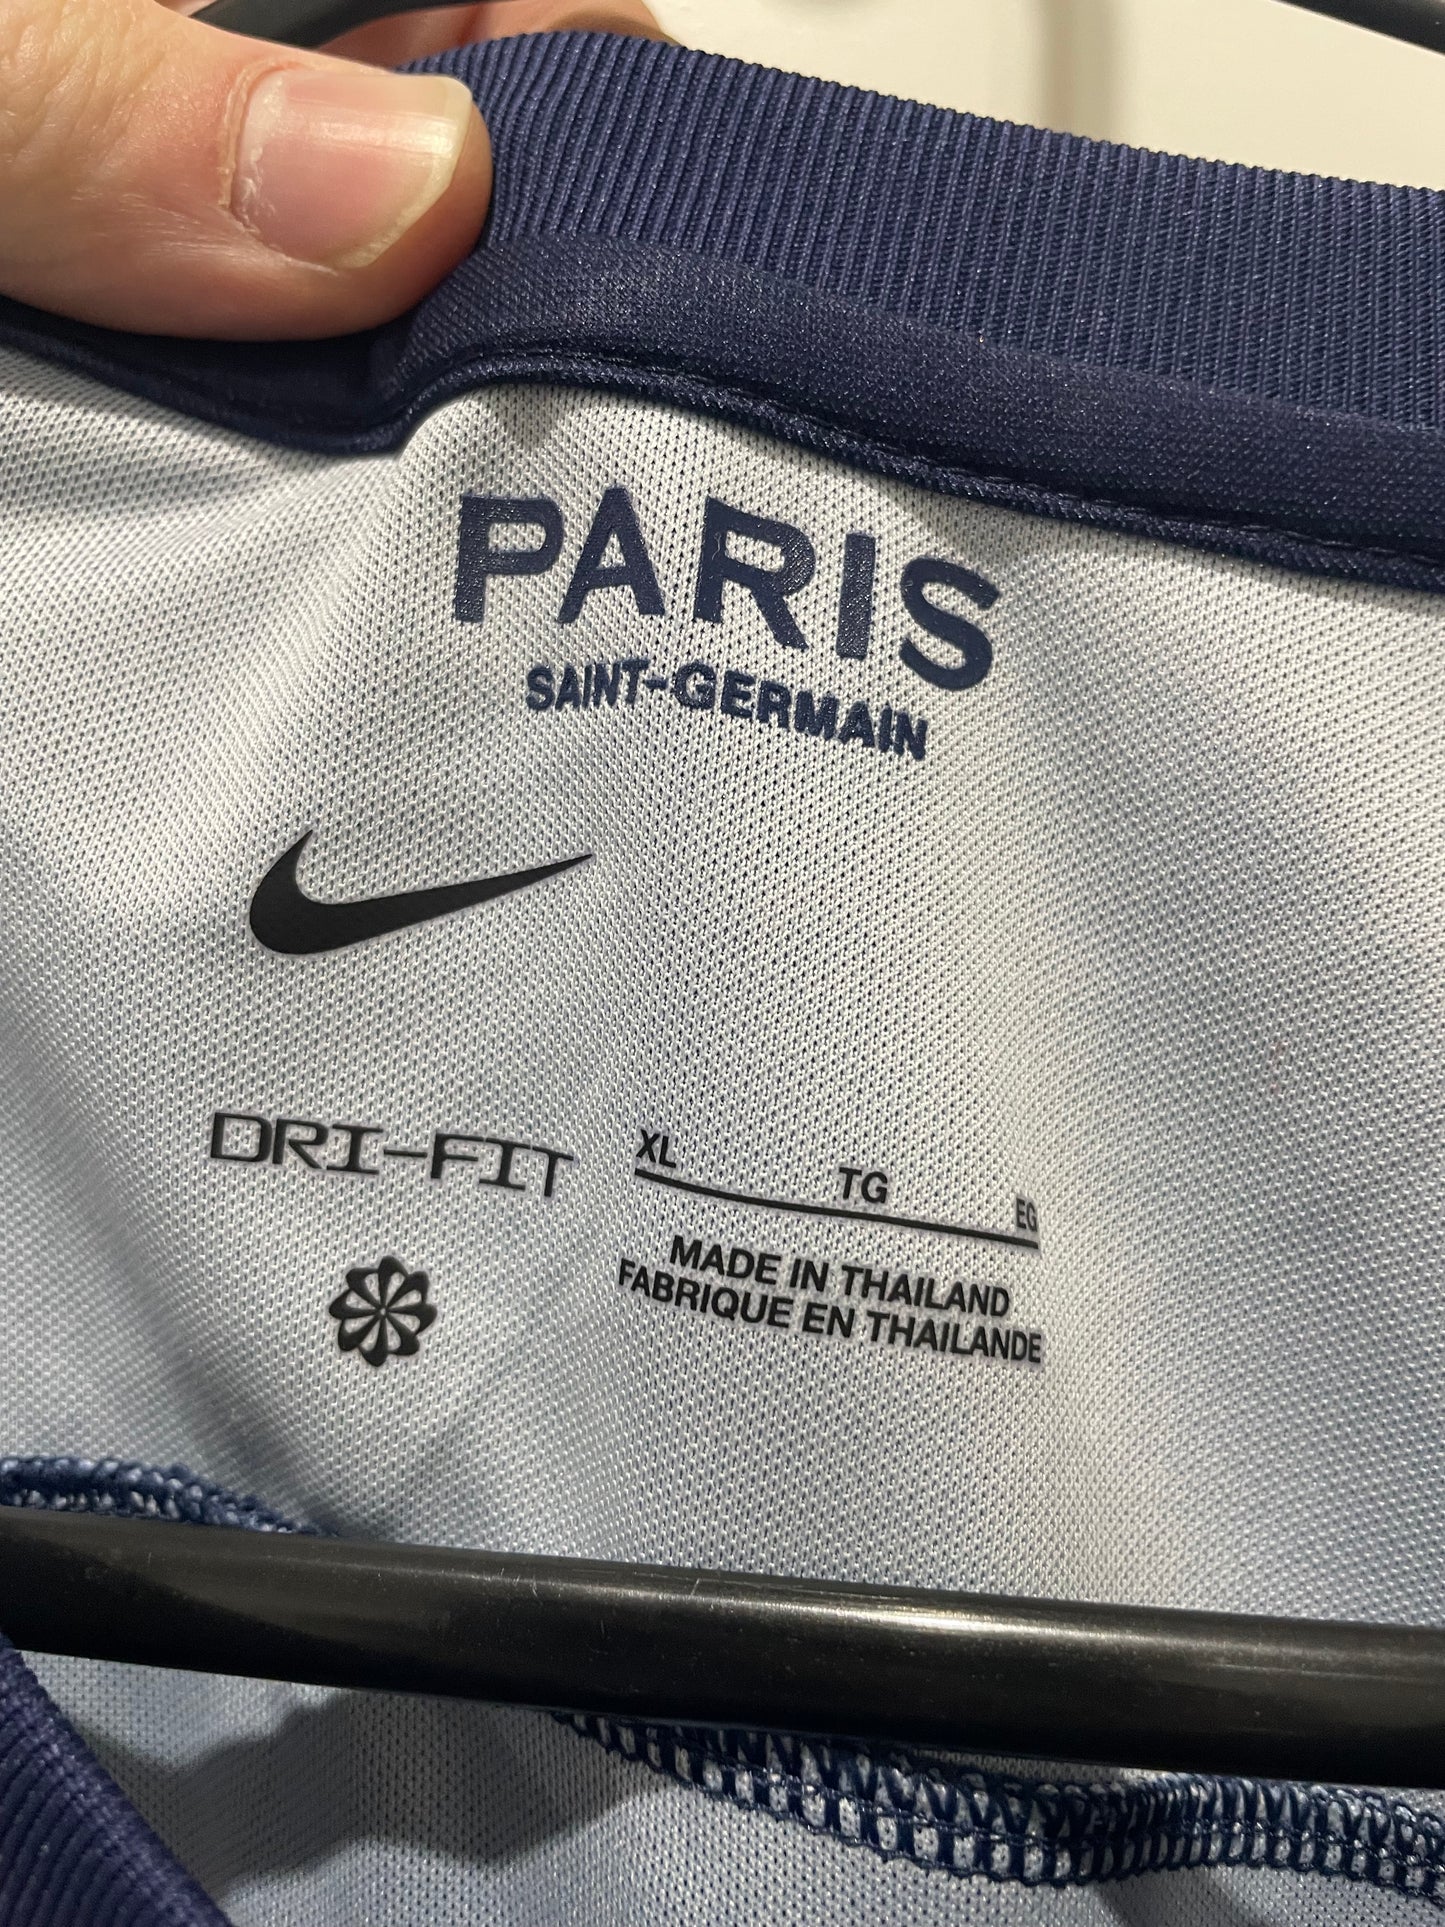 PARIS
SAINT-GERMAIN
DRI-FIT
XL TG EG
MADE IN THAILAND
FABRIQUE EN THAILANDE